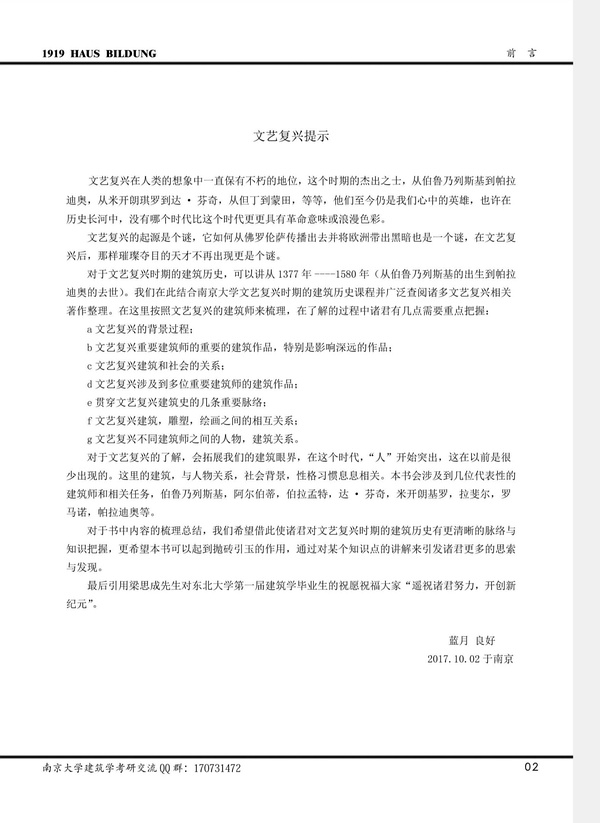 1919 HAUS BILDUNG 前 言
文艺复兴提示
文艺复兴在人类的想象中一直保有不朽的地位，这个时期的杰出之士，从伯鲁乃列斯基到帕拉
迪奥，从米开朗琪罗到达 • 芬奇，从但丁到蒙田，等等，他们至今仍是我们心中的英雄，也许在
历史长河中，没有哪个时代比这个时代更更具有革命意味或浪漫色彩。
文艺复兴的起源是个谜，它如何从佛罗伦萨传播出去并将欧洲带出黑暗也是一个谜，在文艺复
兴后，那样璀璨夺目的天才不再出现更是个谜。
对于文艺复兴时期的建筑历史，可以讲从 1377 年 ----1580 年（从伯鲁乃列斯基的出生到帕拉
迪奥的去世）。我们在此结合南京大学文艺复兴时期的建筑历史课程并广泛查阅诸多文艺复兴相关
著作整理。在这里按照文艺复兴的建筑师来梳理，在了解的过程中诸君有几点需要重点把握：
a 文艺复兴的背景过程；
b 文艺复兴重要建筑师的重要的建筑作品，特别是影响深远的作品；
c 文艺复兴建筑和社会的关系；
d 文艺复兴涉及到多位重要建筑师的建筑作品；
e 贯穿文艺复兴建筑史的几条重要脉络；
f 文艺复兴建筑，雕塑，绘画之间的相互关系；
g 文艺复兴不同建筑师之间的人物，建筑关系。
对于文艺复兴的了解，会拓展我们的建筑眼界，在这个时代，“人”开始突出，这在以前是很
少出现的。这里的建筑，与人物关系，社会背景，性格习惯息息相关。本书会涉及到几位代表性的
建筑师和相关任务，伯鲁乃列斯基，阿尔伯蒂，伯拉孟特，达 • 芬奇，米开朗基罗，拉斐尔，罗
马诺，帕拉迪奥等。
对于书中内容的梳理总结，我们希望借此使诸君对文艺复兴时期的建筑历史有更清晰的脉络与
知识把握，更希望本书可以起到抛砖引玉的作用，通过对某个知识点的讲解来引发诸君更多的思索
与发现。
最后引用梁思成先生对东北大学第一届建筑学毕业生的祝愿祝福大家“遥祝诸君努力，开创新
纪元”。
蓝月 良好
2017.10.02 于南京
南京大学建筑学考研交流 QQ 群：170731472 02